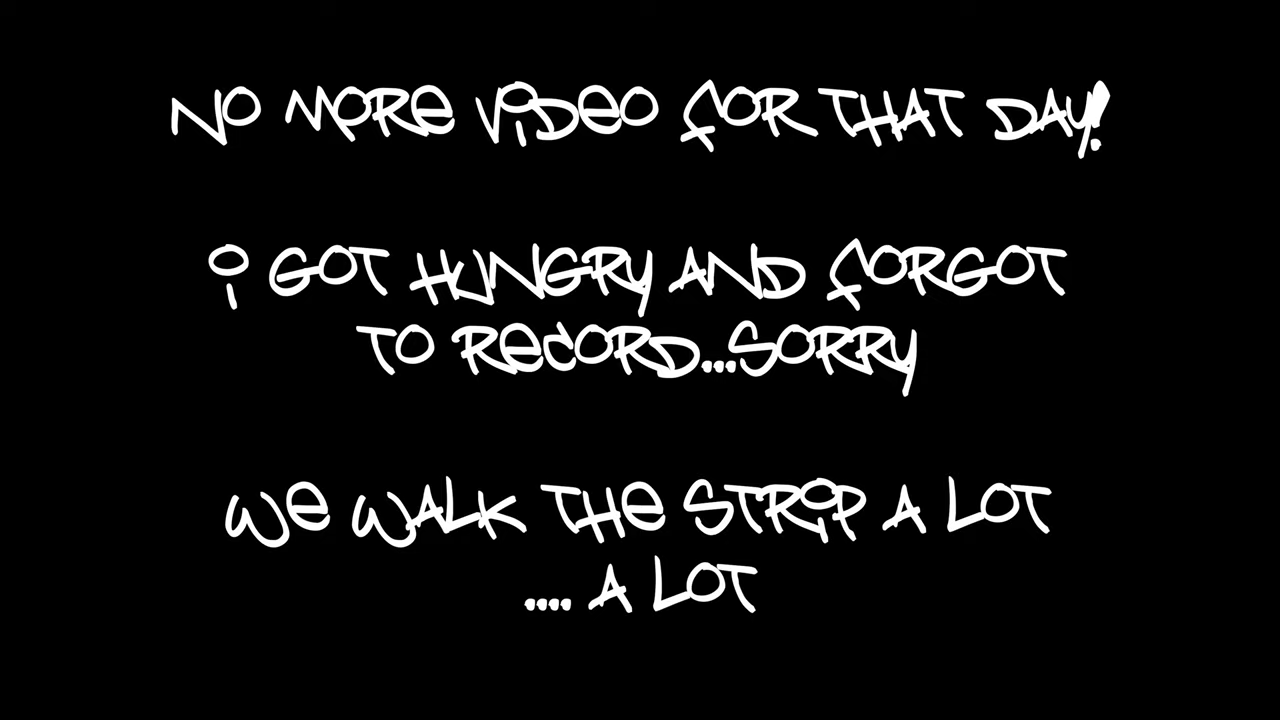 NO MORE VIDEO FOR THAT DAY!
I GOT HUNGRY AND FORGOT
TO RECORD...SORRY
WE WALK THE STRIP A LOT
.... A LOT